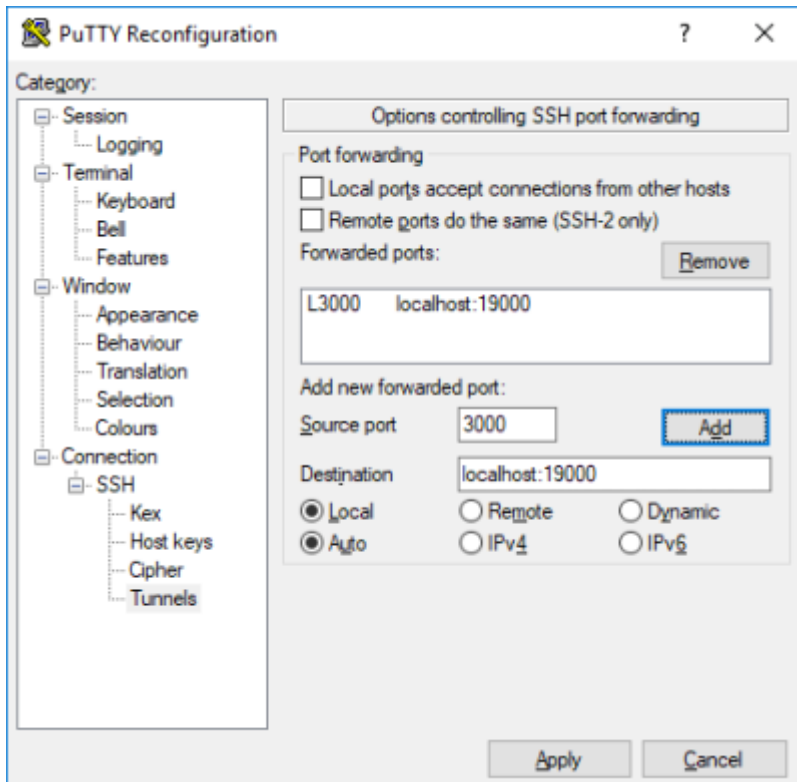 PuTTY Reconfiguration
?
Category:
Session
Logging
Terminal
Keyboard
Bell
Features
Window
Appearance
Behaviour
Translation
Selection
Colours
Connection
SSH
Kex
Host keys
Cipher
Tunnels
Options controlling SSH port forwarding
Port forwarding
Local ports accept connections from other hosts
Remote ports do the same (SSH-2 only)
Forwarded ports:
Remove
L3000 localhost:19000
Add new forwarded port:
Source port 3000 Add
Destination localhost:19000
Local Remote Dynamic
Auto IPv4 IPv6
Apply Cancel